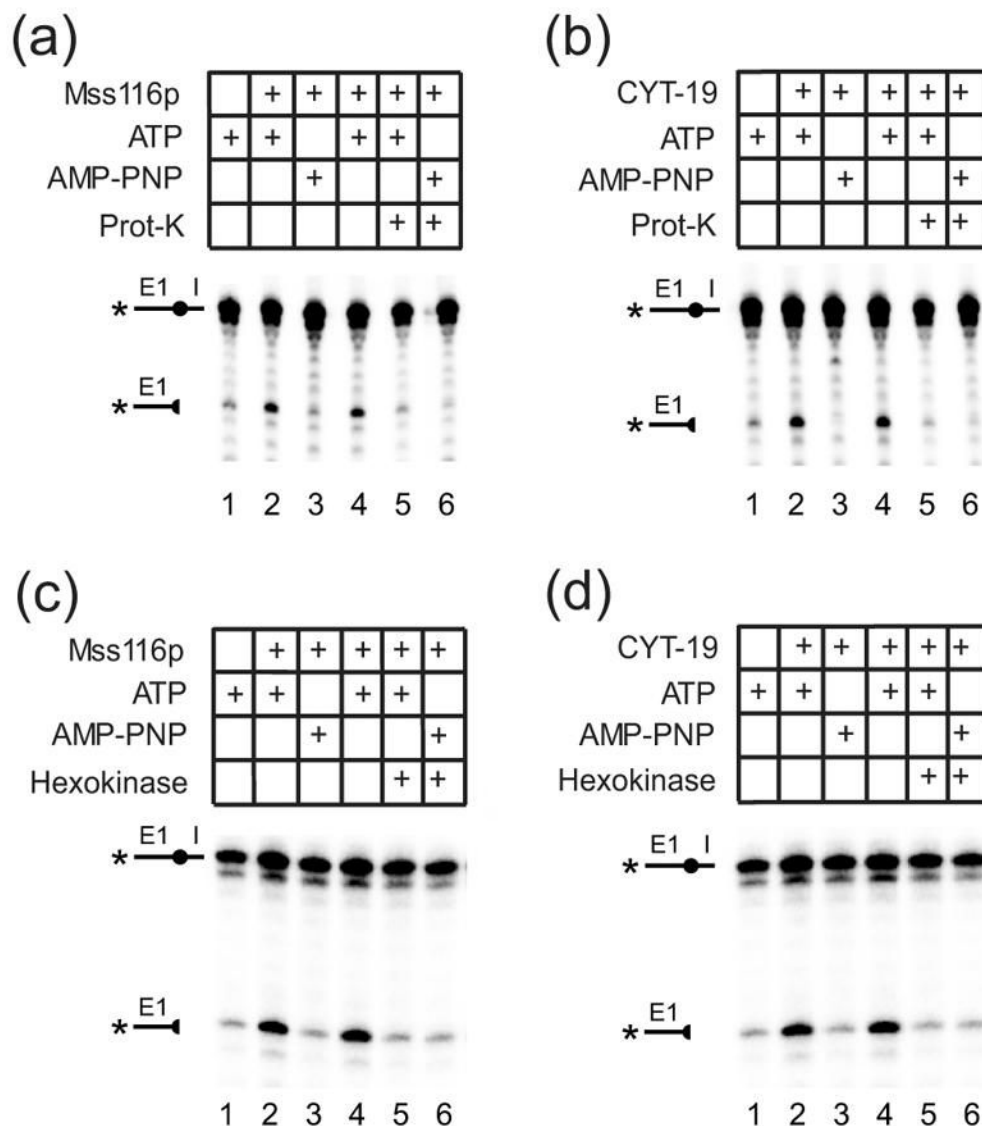 (a)
Mss116p + + + + +
ATP + + + +
AMP-PNP + +
Prot-K + +
* E1 I
* E1
1 2 3 4 5 6
(b)
CYT-19 + + + + +
ATP + + + +
AMP-PNP + +
Prot-K + +
* E1 I
* E1
1 2 3 4 5 6
(c)
Mss116p + + + + +
ATP + + + +
AMP-PNP + +
Hexokinase + +
* E1 I
* E1
1 2 3 4 5 6
(d)
CYT-19 + + + + +
ATP + + + +
AMP-PNP + +
Hexokinase + +
* E1 I
* E1
1 2 3 4 5 6